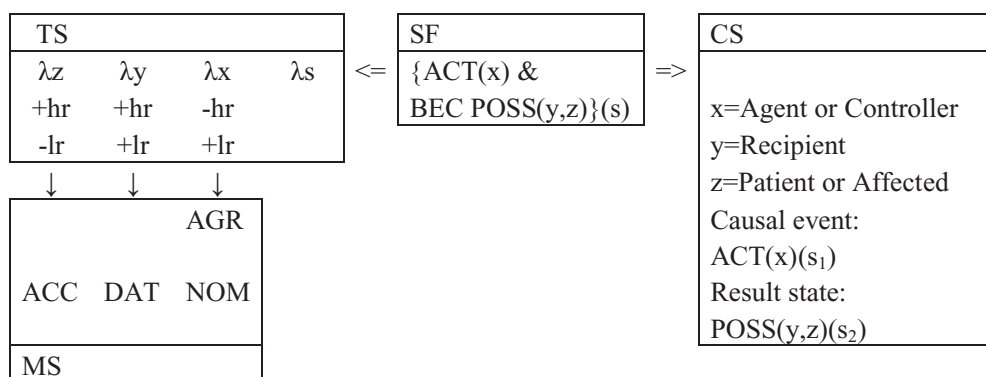 TS
λz λy λx λs
+hr +hr -hr
-lr +lr +lr
↓ ↓ ↓
AGR
ACC DAT NOM
MS
<=
SF
{ACT(x) &
BEC POSS(y,z)}(s)
=>
CS
x=Agent or Controller
y=Recipient
z=Patient or Affected
Causal event:
ACT(x)(s₁)
Result state:
POSS(y,z)(s₂)